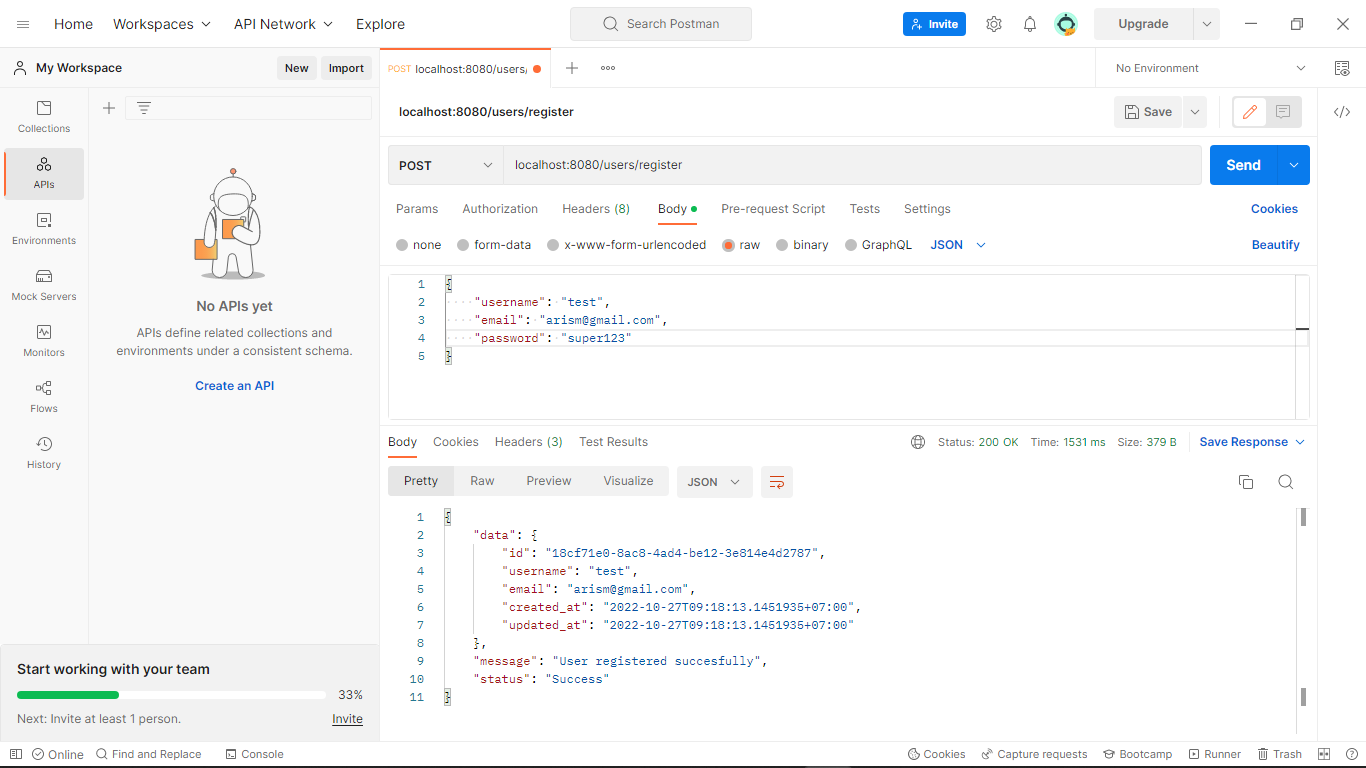 Home Workspaces API Network Explore Search Postman Invite Upgrade
My Workspace New Import POST localhost:8080/users/ No Environment
Collections
APIs
Environments
Mock Servers
Monitors
Flows
History
No APIs yet
APIs define related collections and
environments under a consistent schema.
Create an API
Start working with your team
33%
Next: Invite at least 1 person. Invite
localhost:8080/users/register Save
POST localhost:8080/users/register Send
Params Authorization Headers (8) Body Pre-request Script Tests Settings Cookies
none form-data x-www-form-urlencoded raw binary GraphQL JSON Beautify
1 {
2 "username": "test",
3 "email": "arism@gmail.com",
4 "password": "super123"
5 }
Body Cookies Headers (3) Test Results Status: 200 OK Time: 1531 ms Size: 379 B Save Response
Pretty Raw Preview Visualize JSON
1 {
2 "data": {
3 "id": "18cf71e0-8ac8-4ad4-be12-3e814e4d2787",
4 "username": "test",
5 "email": "arism@gmail.com",
6 "created_at": "2022-10-27T09:18:13.1451935+07:00",
7 "updated_at": "2022-10-27T09:18:13.1451935+07:00"
8 },
9 "message": "User registered succesfully",
10 "status": "Success"
11 }
Online Find and Replace Console Cookies Capture requests Bootcamp Runner Trash